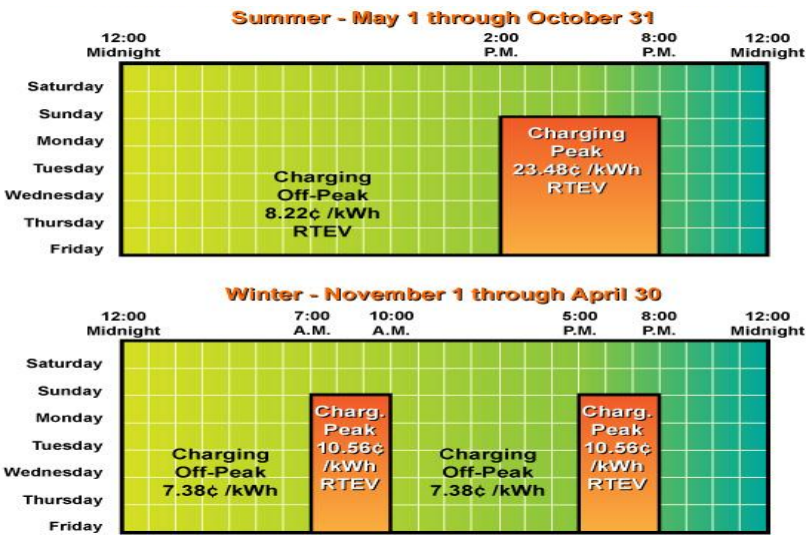 Summer - May 1 through October 31
12:00 Midnight
2:00 P.M.
8:00 P.M.
12:00 Midnight
Saturday
Sunday
Monday
Tuesday
Wednesday
Thursday
Friday
Charging
Off-Peak
8.22¢ /kWh
RTEV
Charging
Peak
23.48¢ /kWh
RTEV
Winter - November 1 through April 30
12:00 Midnight
7:00 A.M.
10:00 A.M.
5:00 P.M.
8:00 P.M.
12:00 Midnight
Saturday
Sunday
Monday
Tuesday
Wednesday
Thursday
Friday
Charging
Off-Peak
7.38¢ /kWh
Charg.
Peak
10.56¢
/kWh
RTEV
Charging
Off-Peak
7.38¢ /kWh
Charg.
Peak
10.56¢
/kWh
RTEV